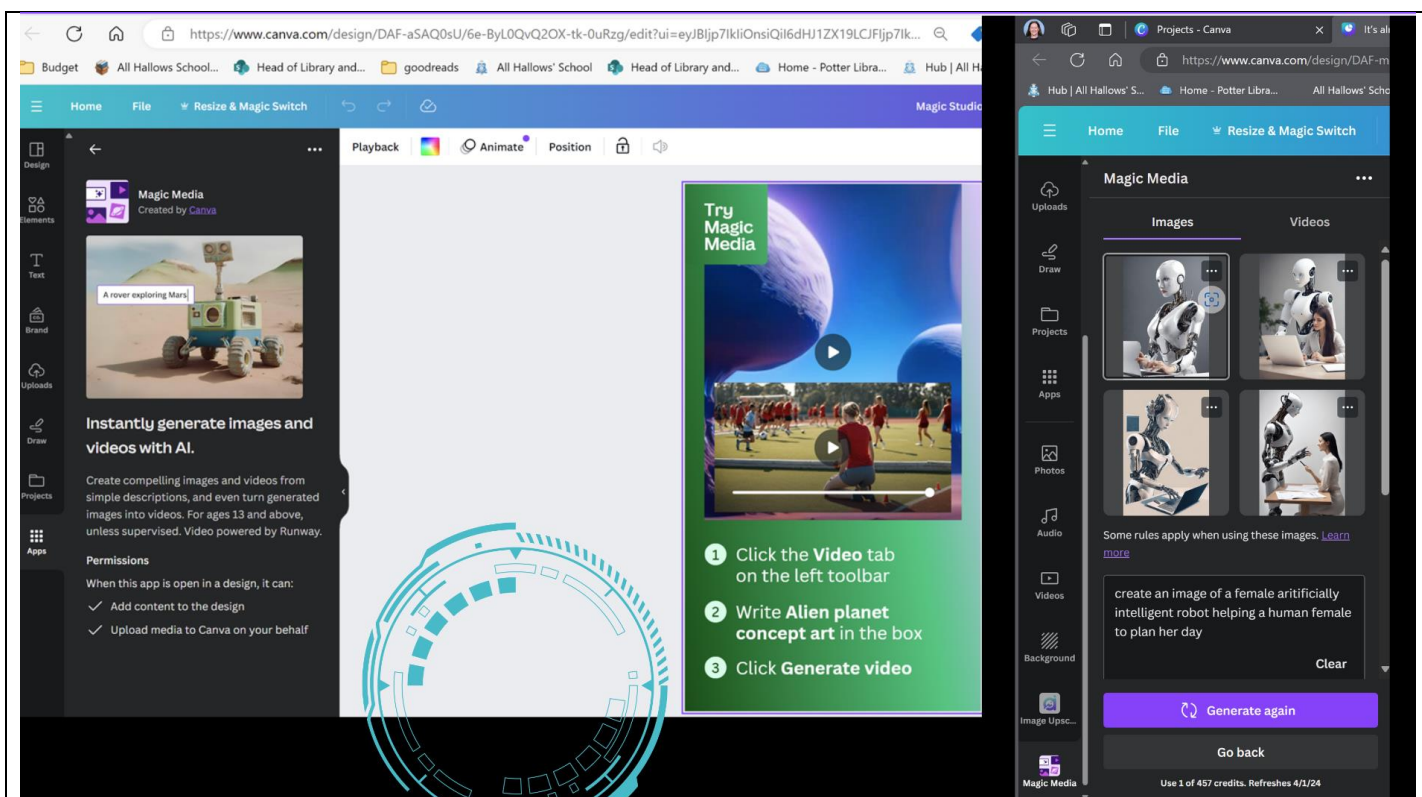 https://www.canva.com/design/DAF-aSAQ0sU/6e-ByL0QvQ2OX-tk-0uRzg/edit?ui=eyJBIjp7IkliOnsiQiI6dHJ1ZX19LCJFIjp7Ik...
Budget All Hallows School... Head of Library and... goodreads All Hallows' School Head of Library and... Home - Potter Libra... Hub | All Ha
Home File Resize & Magic Switch Magic Studio
Playback Animate Position
Design
Elements
Text
Brand
Uploads
Draw
Projects
Apps
Magic Media
Created by Canva
A rover exploring Mars
Instantly generate images and
videos with AI.
Create compelling images and videos from
simple descriptions, and even turn generated
images into videos. For ages 13 and above,
unless supervised. Video powered by Runway.
Permissions
When this app is open in a design, it can:
Add content to the design
Upload media to Canva on your behalf
Try
Magic
Media
1 Click the Video tab
on the left toolbar
2 Write Alien planet
concept art in the box
3 Click Generate video
Projects - Canva It's al
https://www.canva.com/design/DAF-m
Hub | All Hallows' S... Home - Potter Libra... All Hallows' Scho
Home File Resize & Magic Switch
Uploads
Draw
Projects
Apps
Photos
Audio
Videos
Background
Image Upsc...
Magic Media
Magic Media
Images Videos
Some rules apply when using these images. Learn
more
create an image of a female aritificially
intelligent robot helping a human female
to plan her day
Clear
Generate again
Go back
Use 1 of 457 credits. Refreshes 4/1/24